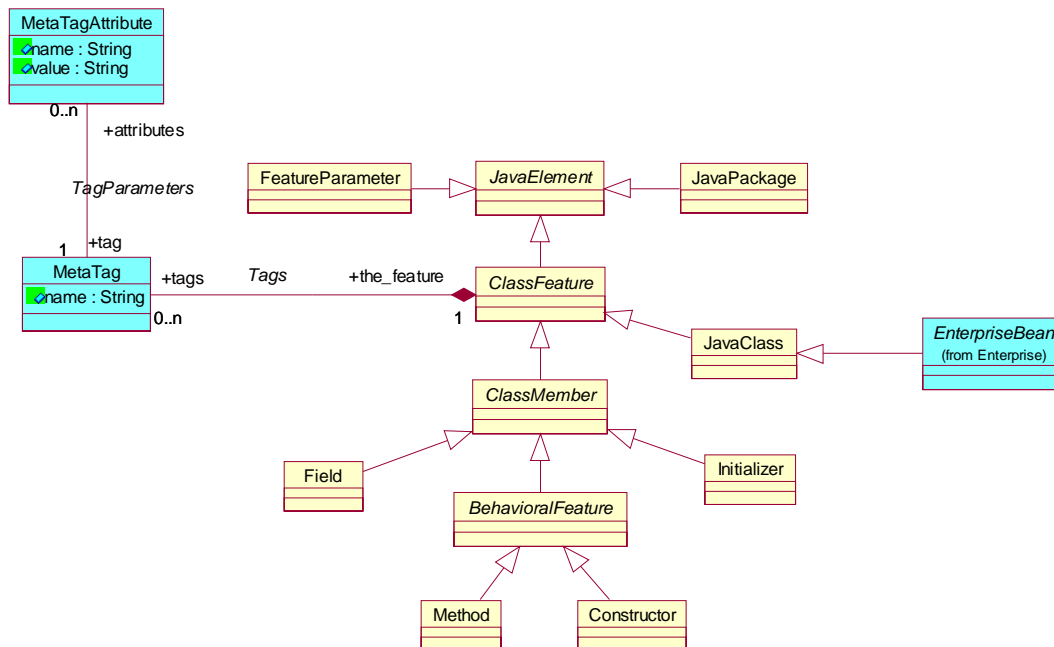 MetaTagAttribute
name : String
value : String
0..n
+attributes
TagParameters
1
+tag
MetaTag
name : String
+tags
0..n
Tags
+the_feature
1
FeatureParameter
JavaElement
JavaPackage
ClassFeature
JavaClass
EnterpriseBean
(from Enterprise)
ClassMember
Field
Initializer
BehavioralFeature
Method
Constructor